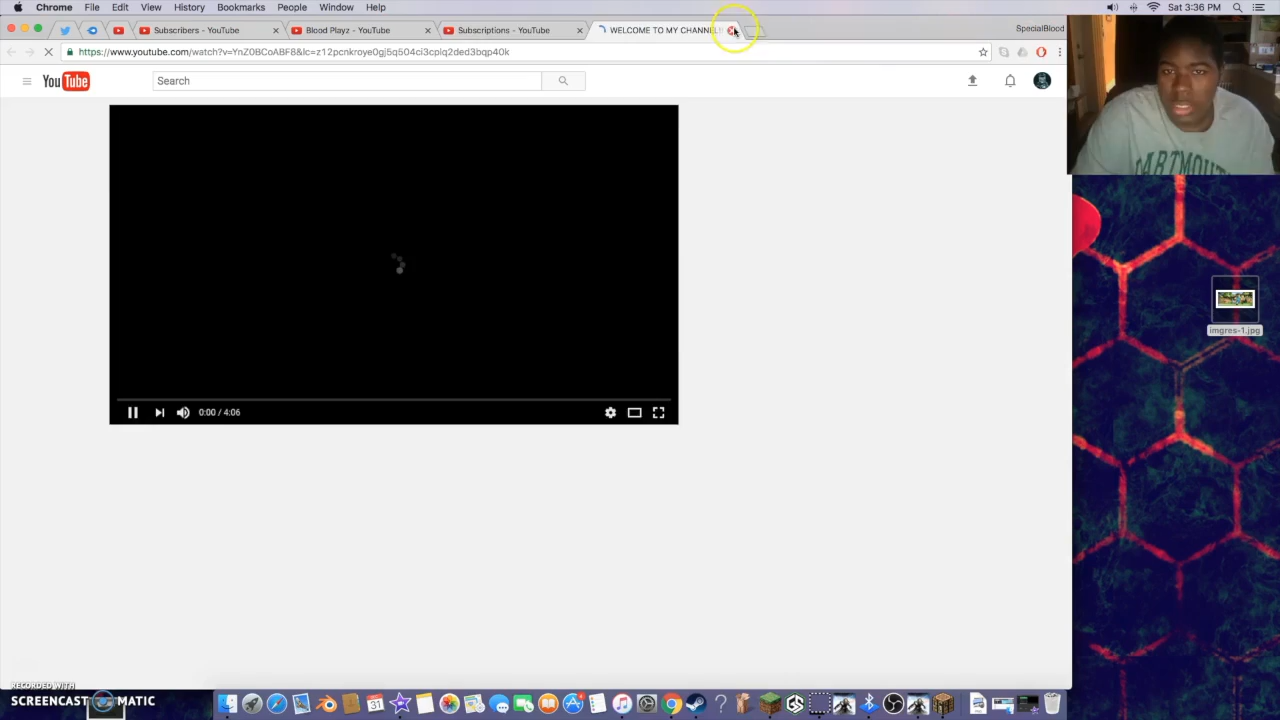 Chrome File Edit View History Bookmarks People Window Help Sat 3:36 PM
Subscribers - YouTube Blood Playz - YouTube Subscriptions - YouTube WELCOME TO MY CHANNEL! SpecialBlood
https://www.youtube.com/watch?v=YnZ0BCoABF8&lc=z12pcnkroye0gj5q504ci3cplq2ded3bqp40k
YouTube Search
DARTMOUTH
imgres-1.jpg
0:00 / 4:06
RECORDED WITH
SCREENCAST MATIC
31